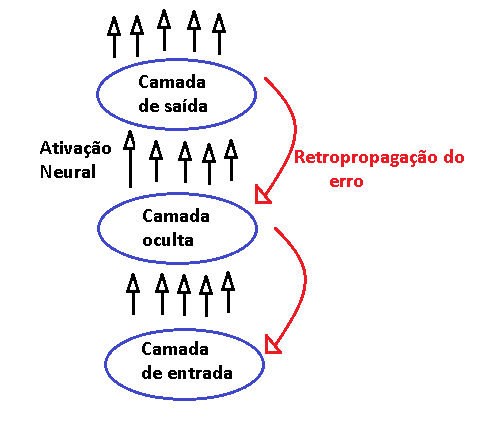 Camada
de saída
Ativação
Neural
Retropropagação do
erro
Camada
oculta
Camada
de entrada